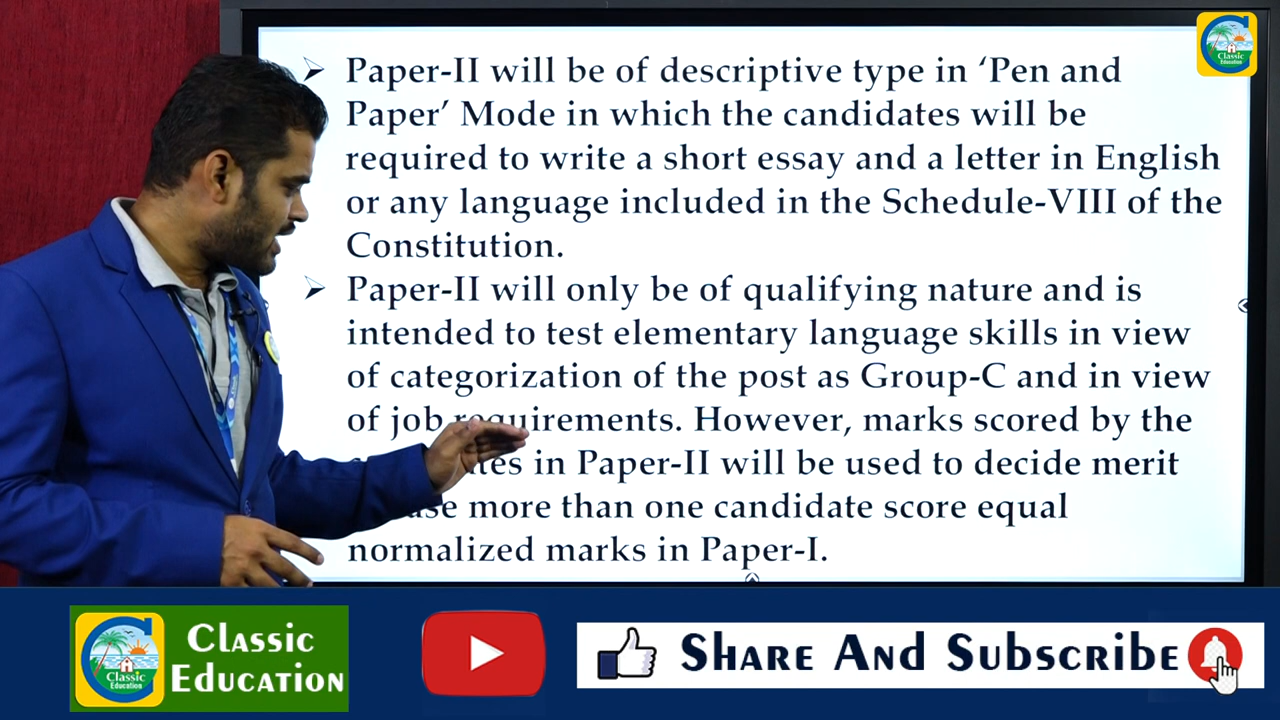 Classic
Education
➢ Paper-II will be of descriptive type in ‘Pen and
Paper’ Mode in which the candidates will be
required to write a short essay and a letter in English
or any language included in the Schedule-VIII of the
Constitution.
➢ Paper-II will only be of qualifying nature and is
intended to test elementary language skills in view
of categorization of the post as Group-C and in view
of job requirements. However, marks scored by the
in Paper-II will be used to decide merit
more than one candidate score equal
normalized marks in Paper-I.
Classic
Education
Classic
Education
Share And Subscribe